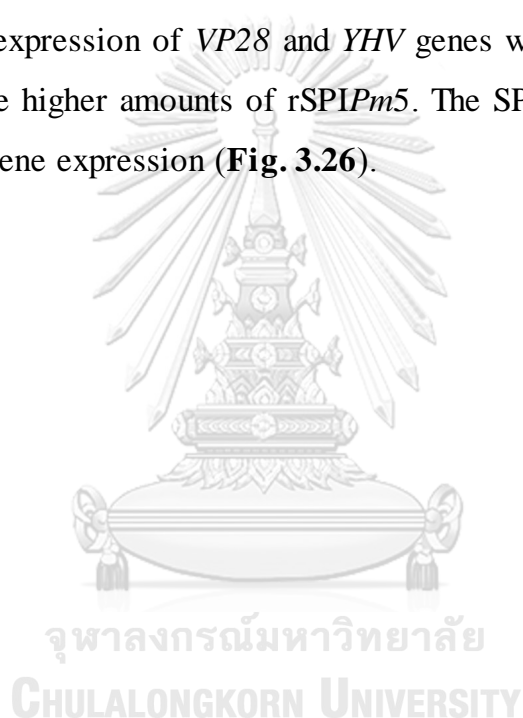 expression of VP28 and YHV genes w
e higher amounts of rSPIPm5. The SP
ene expression (Fig. 3.26).
จุฬาลงกรณ์มหาวิทยาลัย
CHULALONGKORN UNIVERSITY